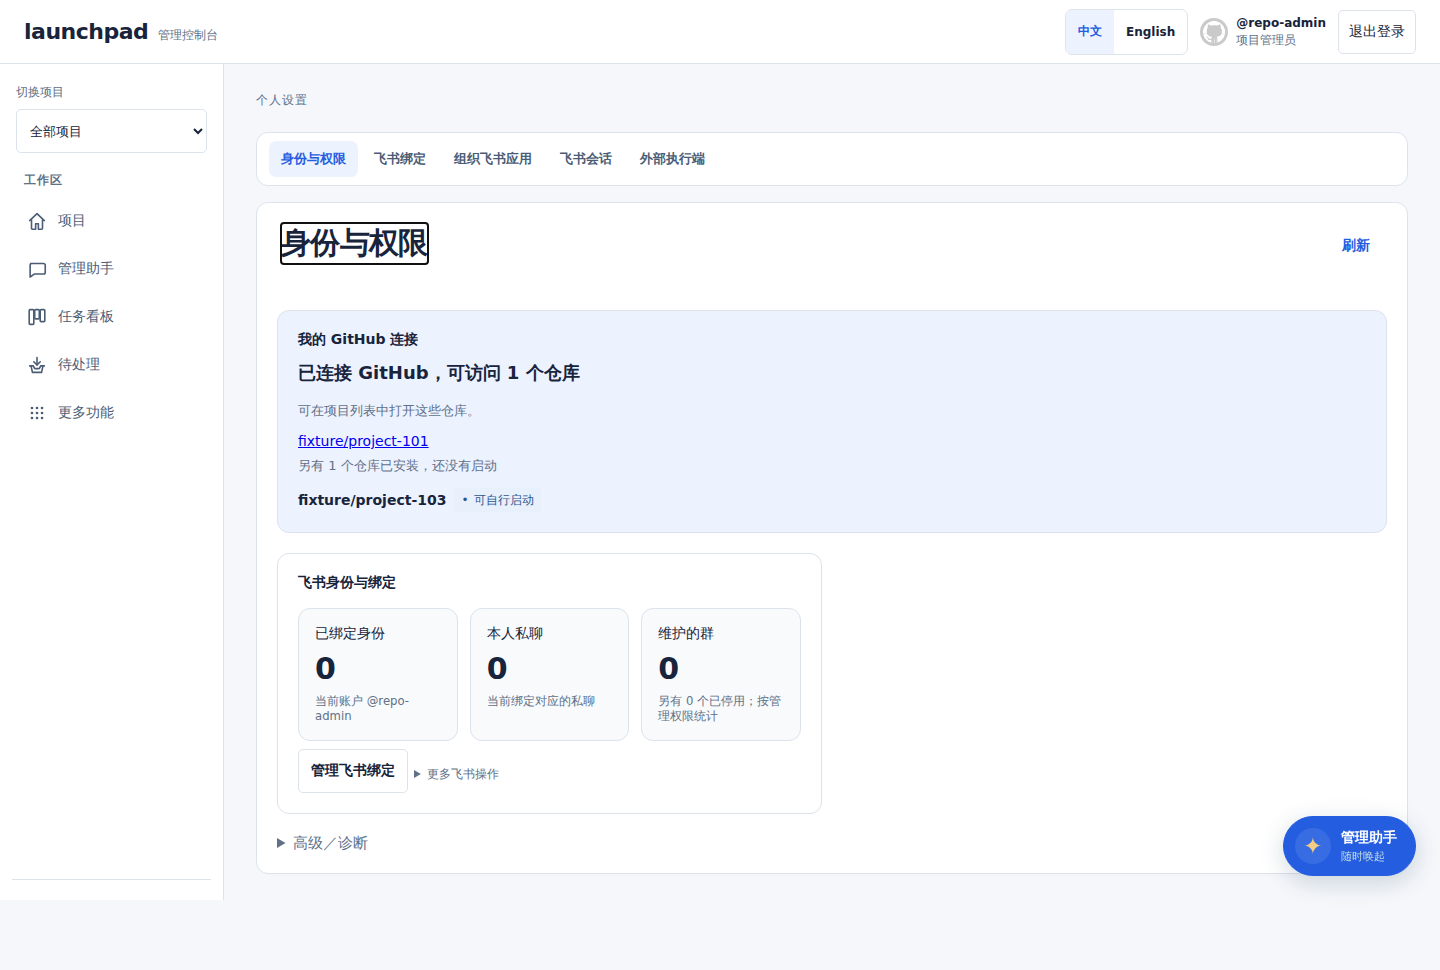 launchpad 管理控制台
中文 English
@repo-admin
项目管理员
退出登录
切换项目
全部项目
工作区
项目
管理助手
任务看板
待处理
更多功能
个人设置
身份与权限 飞书绑定 组织飞书应用 飞书会话 外部执行端
身份与权限
刷新
我的 GitHub 连接
已连接 GitHub，可访问 1 个仓库
可在项目列表中打开这些仓库。
fixture/project-101
另有 1 个仓库已安装，还没有启动
fixture/project-103 • 可自行启动
飞书身份与绑定
已绑定身份
0
当前账户 @repo-
admin
本人私聊
0
当前绑定对应的私聊
维护的群
0
另有 0 个已停用；按管
理权限统计
管理飞书绑定
更多飞书操作
高级／诊断
管理助手
随时唤起